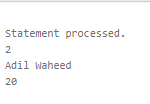 Statement processed.
2
Adil Waheed
20